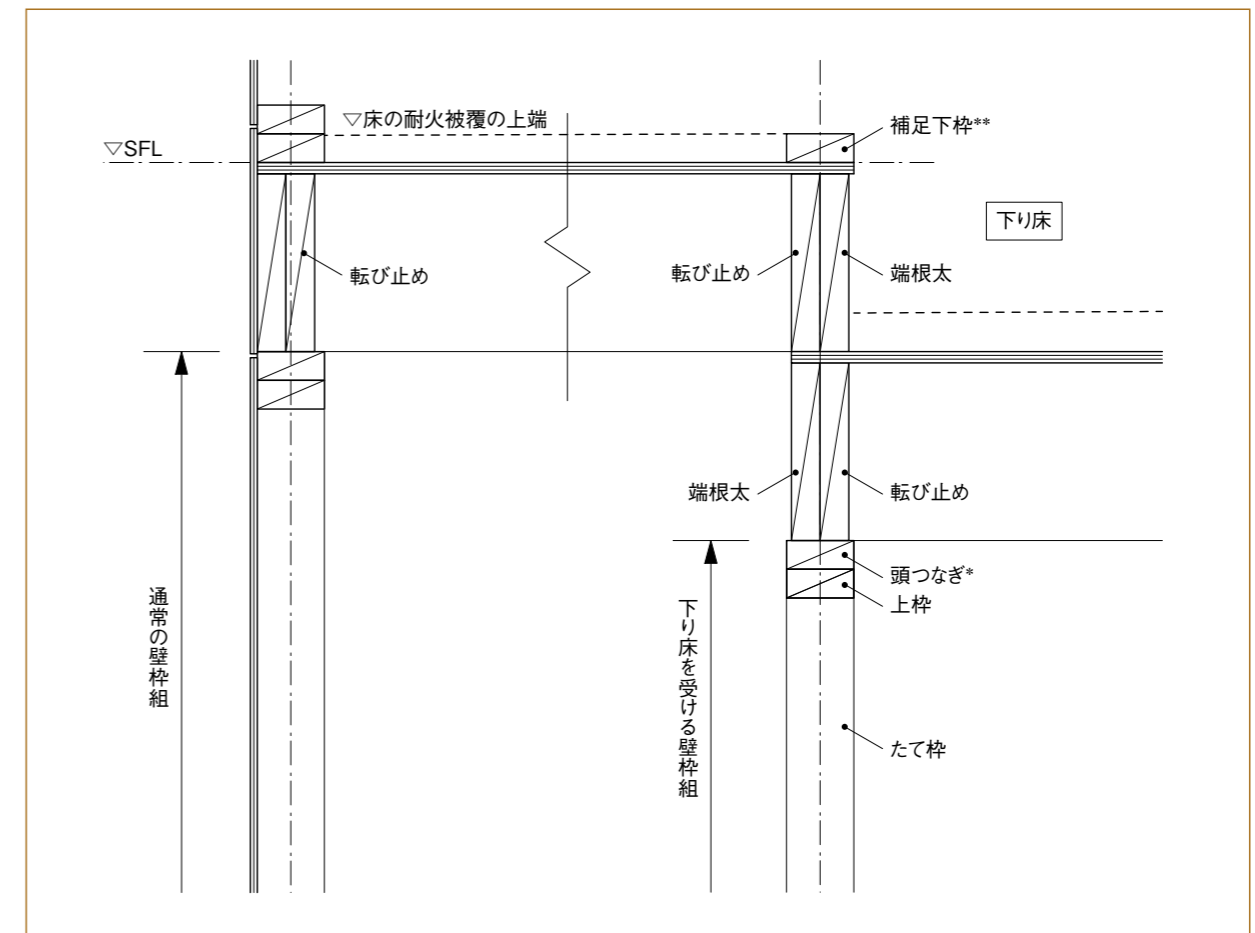 ▽床の耐火被覆の上端
補足下枠**
▽SFL
下り床
転び止め
転び止め
端根太
端根太
転び止め
頭つなぎ*
上枠
通常の壁枠組
下り床を受ける壁枠組
たて枠